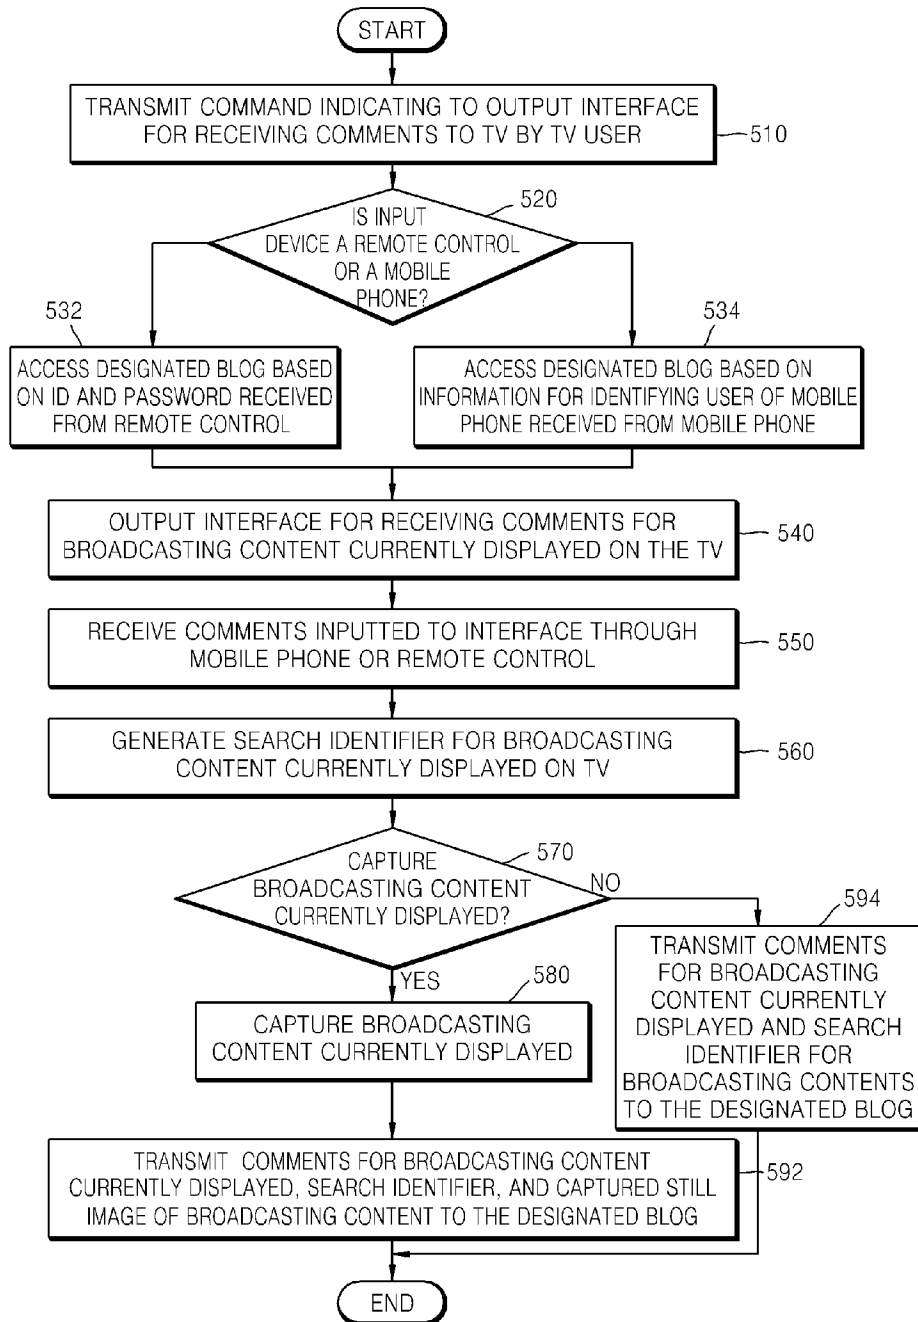 START
TRANSMIT COMMAND INDICATING TO OUTPUT INTERFACE
FOR RECEIVING COMMENTS TO TV BY TV USER
510
520
IS INPUT
DEVICE A REMOTE CONTROL
OR A MOBILE
PHONE?
532
ACCESS DESIGNATED BLOG BASED
ON ID AND PASSWORD RECEIVED
FROM REMOTE CONTROL
534
ACCESS DESIGNATED BLOG BASED ON
INFORMATION FOR IDENTIFYING USER OF MOBILE
PHONE RECEIVED FROM MOBILE PHONE
OUTPUT INTERFACE FOR RECEIVING COMMENTS FOR
BROADCASTING CONTENT CURRENTLY DISPLAYED ON THE TV
540
RECEIVE COMMENTS INPUTTED TO INTERFACE THROUGH
MOBILE PHONE OR REMOTE CONTROL
550
GENERATE SEARCH IDENTIFIER FOR BROADCASTING
CONTENT CURRENTLY DISPLAYED ON TV
560
570
CAPTURE
BROADCASTING CONTENT
CURRENTLY DISPLAYED?
NO
YES
594
TRANSMIT COMMENTS
FOR BROADCASTING
CONTENT CURRENTLY
DISPLAYED AND SEARCH
IDENTIFIER FOR
BROADCASTING CONTENTS
TO THE DESIGNATED BLOG
580
CAPTURE BROADCASTING
CONTENT CURRENTLY DISPLAYED
TRANSMIT COMMENTS FOR BROADCASTING CONTENT
CURRENTLY DISPLAYED, SEARCH IDENTIFIER, AND CAPTURED STILL
IMAGE OF BROADCASTING CONTENT TO THE DESIGNATED BLOG
592
END